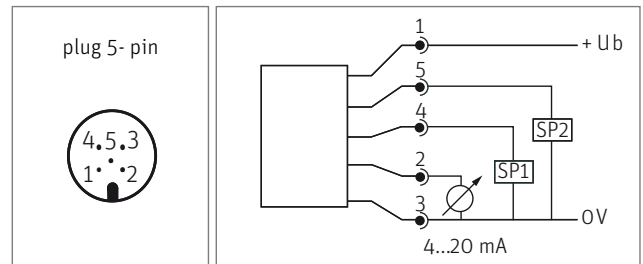 plug 5- pin
4 5 3
1 2
1
+ Ub
5
4
SP2
2
SP1
3
0V
4...20 mA